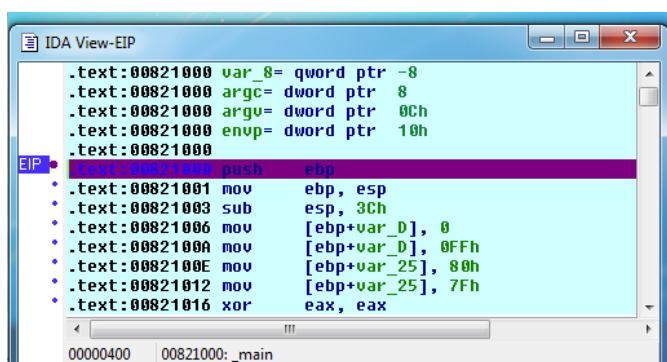 IDA View-EIP
.text:00821000 var_8= qword ptr -8
.text:00821000 argc= dword ptr  8
.text:00821000 argv= dword ptr  0Ch
.text:00821000 envp= dword ptr  10h
.text:00821000
EIP .text:00821000 push    ebp
.text:00821001 mov     ebp, esp
.text:00821003 sub     esp, 3Ch
.text:00821006 mov     [ebp+var_D], 0
.text:0082100A mov     [ebp+var_D], 0FFh
.text:0082100E mov     [ebp+var_25], 80h
.text:00821012 mov     [ebp+var_25], 7Fh
.text:00821016 xor     eax, eax
00000400 00821000: _main